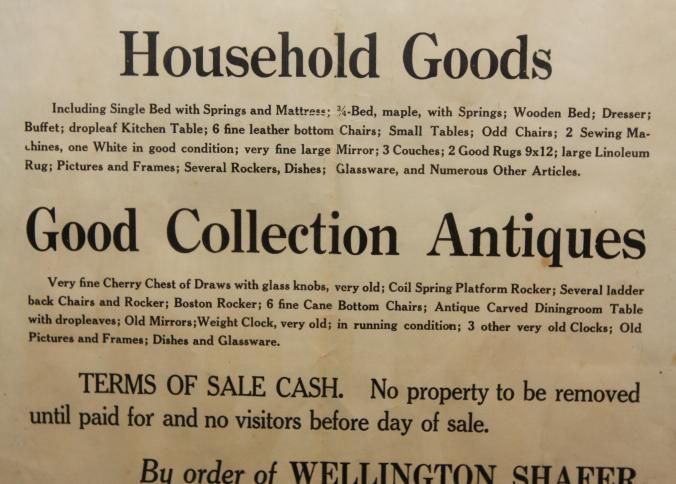 Household Goods
Including Single Bed with Springs and Mattress; ¾-Bed, maple, with Springs; Wooden Bed; Dresser;
Buffet; dropleaf Kitchen Table; 6 fine leather bottom Chairs; Small Tables; Odd Chairs; 2 Sewing Ma-
chines, one White in good condition; very fine large Mirror; 3 Couches; 2 Good Rugs 9x12; large Linoleum
Rug; Pictures and Frames; Several Rockers, Dishes; Glassware, and Numerous Other Articles.
Good Collection Antiques
Very fine Cherry Chest of Draws with glass knobs, very old; Coil Spring Platform Rocker; Several ladder
back Chairs and Rocker; Boston Rocker; 6 fine Cane Bottom Chairs; Antique Carved Diningroom Table
with dropleaves; Old Mirrors;Weight Clock, very old; in running condition; 3 other very old Clocks; Old
Pictures and Frames; Dishes and Glassware.
TERMS OF SALE CASH. No property to be removed
until paid for and no visitors before day of sale.
By order of WELLINGTON SHAFER